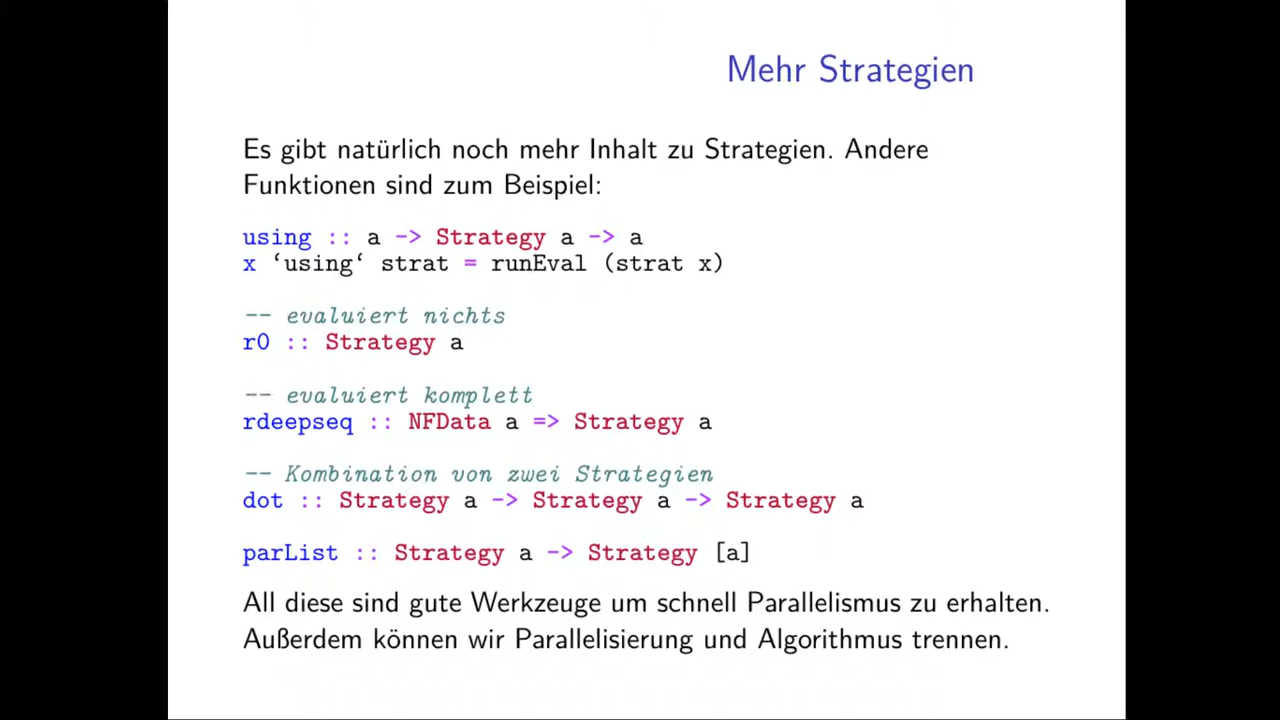 Mehr Strategien
Es gibt natürlich noch mehr Inhalt zu Strategien. Andere
Funktionen sind zum Beispiel:
using :: a -> Strategy a -> a
x ‘using‘ strat = runEval (strat x)
-- evaluiert nichts
r0 :: Strategy a
-- evaluiert komplett
rdeepseq :: NFData a => Strategy a
-- Kombination von zwei Strategien
dot :: Strategy a -> Strategy a -> Strategy a
parList :: Strategy a -> Strategy [a]
All diese sind gute Werkzeuge um schnell Parallelismus zu erhalten.
Außerdem können wir Parallelisierung und Algorithmus trennen.